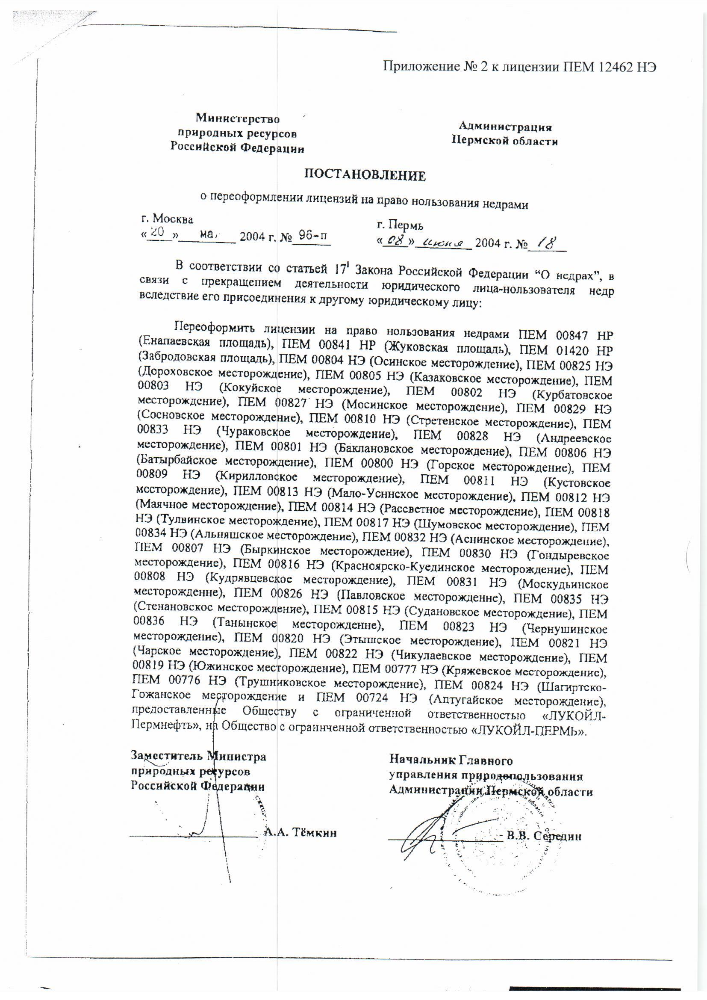 Приложение № 2 к лицензии ПЕМ 12462 НЭ
Министерство
природных ресурсов
Российской Федерации
Администрация
Пермской области
ПОСТАНОВЛЕНИЕ
о переоформлении лицензий на право пользования недрами
г. Москва
«20» ма 2004 г. № 96-п
г. Пермь
«08» июня 2004 г. № 18
В соответствии со статьей 17¹ Закона Российской Федерации “О недрах”, в
связи с прекращением деятельности юридического лица-пользователя недр
вследствие его присоединения к другому юридическому лицу:
Переоформить лицензии на право пользования недрами ПЕМ 00847 НР
(Енапаевская площадь), ПЕМ 00841 НР (Жуковская площадь), ПЕМ 01420 НР
(Забродовская площадь), ПЕМ 00804 НЭ (Осинское месторождение), ПЕМ 00825 НЭ
(Дороховское месторождение), ПЕМ 00805 НЭ (Казаковское месторождение), ПЕМ
00803 НЭ (Кокуйское месторождение), ПЕМ 00802 НЭ (Курбатовское
месторождение), ПЕМ 00827 НЭ (Мосинское месторождение), ПЕМ 00829 НЭ
(Сосновское месторождение), ПЕМ 00810 НЭ (Стретенское месторождение), ПЕМ
00833 НЭ (Чураковское месторождение), ПЕМ 00828 НЭ (Андреевское
месторождение), ПЕМ 00801 НЭ (Баклановское месторождение), ПЕМ 00806 НЭ
(Батырбайское месторождение), ПЕМ 00800 НЭ (Горское месторождение), ПЕМ
00809 НЭ (Кирилловское месторождение), ПЕМ 00811 НЭ (Кустовское
месторождение), ПЕМ 00813 НЭ (Мало-Усинское месторождение), ПЕМ 00812 НЭ
(Маячное месторождение), ПЕМ 00814 НЭ (Рассветное месторождение), ПЕМ 00818
НЭ (Тулвинское месторождение), ПЕМ 00817 НЭ (Шумовское месторождение), ПЕМ
00834 НЭ (Альняшское месторождение), ПЕМ 00832 НЭ (Аспинское месторождение),
ПЕМ 00807 НЭ (Быркинское месторождение), ПЕМ 00830 НЭ (Гондыревское
месторождение), ПЕМ 00816 НЭ (Красноярско-Куединское месторождение), ПЕМ
00808 НЭ (Кудрявцевское месторождение), ПЕМ 00831 НЭ (Москудьинское
месторождение), ПЕМ 00826 НЭ (Павловское месторождение), ПЕМ 00835 НЭ
(Степановское месторождение), ПЕМ 00815 НЭ (Судановское месторождение), ПЕМ
00836 НЭ (Танынское месторождение), ПЕМ 00823 НЭ (Чернушинское
месторождение), ПЕМ 00820 НЭ (Этышское месторождение), ПЕМ 00821 НЭ
(Чарское месторождение), ПЕМ 00822 НЭ (Чикулаевское месторождение), ПЕМ
00819 НЭ (Южинское месторождение), ПЕМ 00777 НЭ (Кряжевское месторождение),
ПЕМ 00776 НЭ (Трушниковское месторождение), ПЕМ 00824 НЭ (Шагиртско-
Гожанское месторождение и ПЕМ 00724 НЭ (Аптугайское месторождение),
предоставленные Обществу с ограниченной ответственностью «ЛУКОЙЛ-
Пермнефть», на Общество с ограниченной ответственностью «ЛУКОЙЛ-ПЕРМЬ».
Заместитель Министра
природных ресурсов
Российской Федерации
А.А. Тёмкин
Начальник Главного
управления природопользования
Администрации Пермской области
В.В. Середин